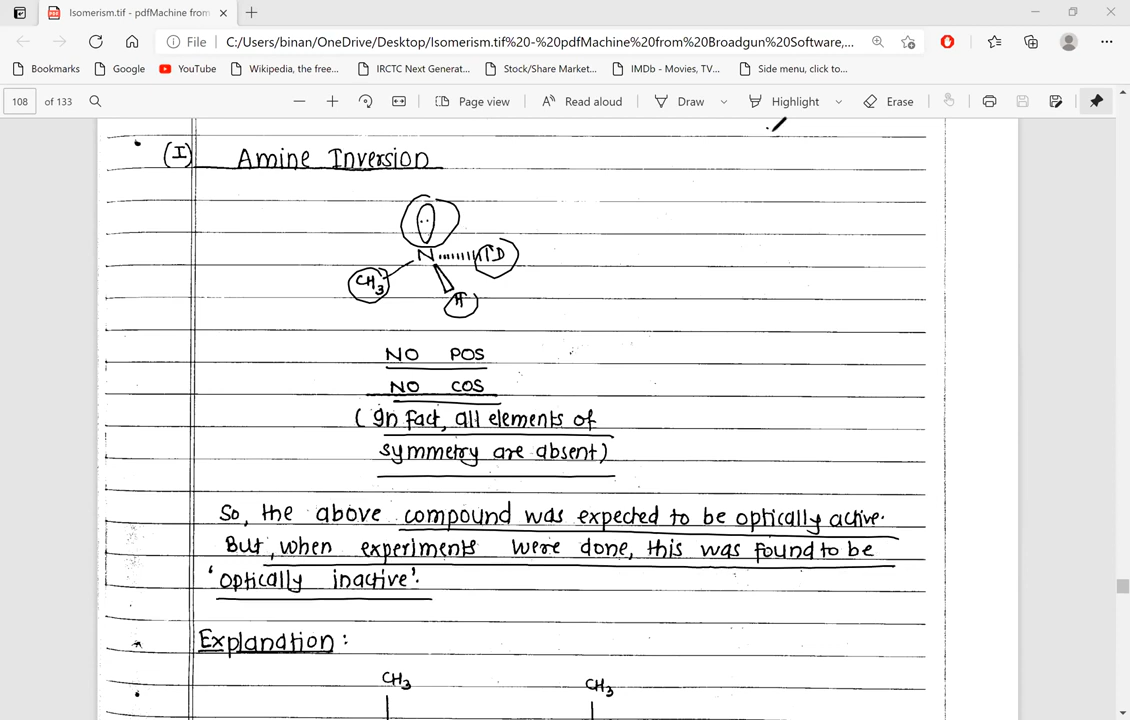 Isomerism.tif - pdfMachine from
File
C:/Users/binan/OneDrive/Desktop/Isomerism.tif%20-%20pdfMachine%20from%20Broadgun%20Software,...
Bookmarks Google YouTube Wikipedia, the free... IRCTC Next Generat... Stock/Share Market... IMDb - Movies, TV... Side menu, click to...
108 of 133 Page view Read aloud Draw Highlight Erase
(I) Amine Inversion
N D
CH3
H
NO POS
NO COS
(In fact, all elements of
symmetry are absent)
So, the above compound was expected to be optically active.
But, when experiments were done, this was found to be
'optically inactive'.
Explanation:
CH3 CH3